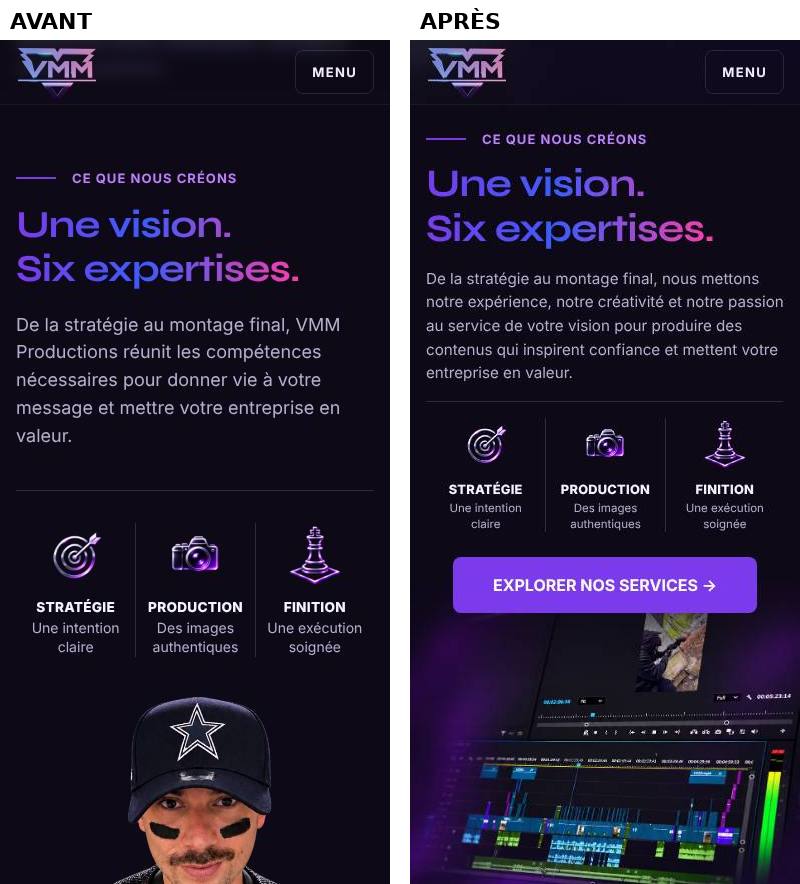 AVANT
VMM
MENU
CE QUE NOUS CRÉONS
Une vision.
Six expertises.
De la stratégie au montage final, VMM
Productions réunit les compétences
nécessaires pour donner vie à votre
message et mettre votre entreprise en
valeur.
STRATÉGIE
Une intention
claire
PRODUCTION
Des images
authentiques
FINITION
Une exécution
soignée
APRÈS
VMM
MENU
CE QUE NOUS CRÉONS
Une vision.
Six expertises.
De la stratégie au montage final, nous mettons
notre expérience, notre créativité et notre passion
au service de votre vision pour produire des
contenus qui inspirent confiance et mettent votre
entreprise en valeur.
STRATÉGIE
Une intention
claire
PRODUCTION
Des images
authentiques
FINITION
Une exécution
soignée
EXPLORER NOS SERVICES →
Full
00:05:23:14